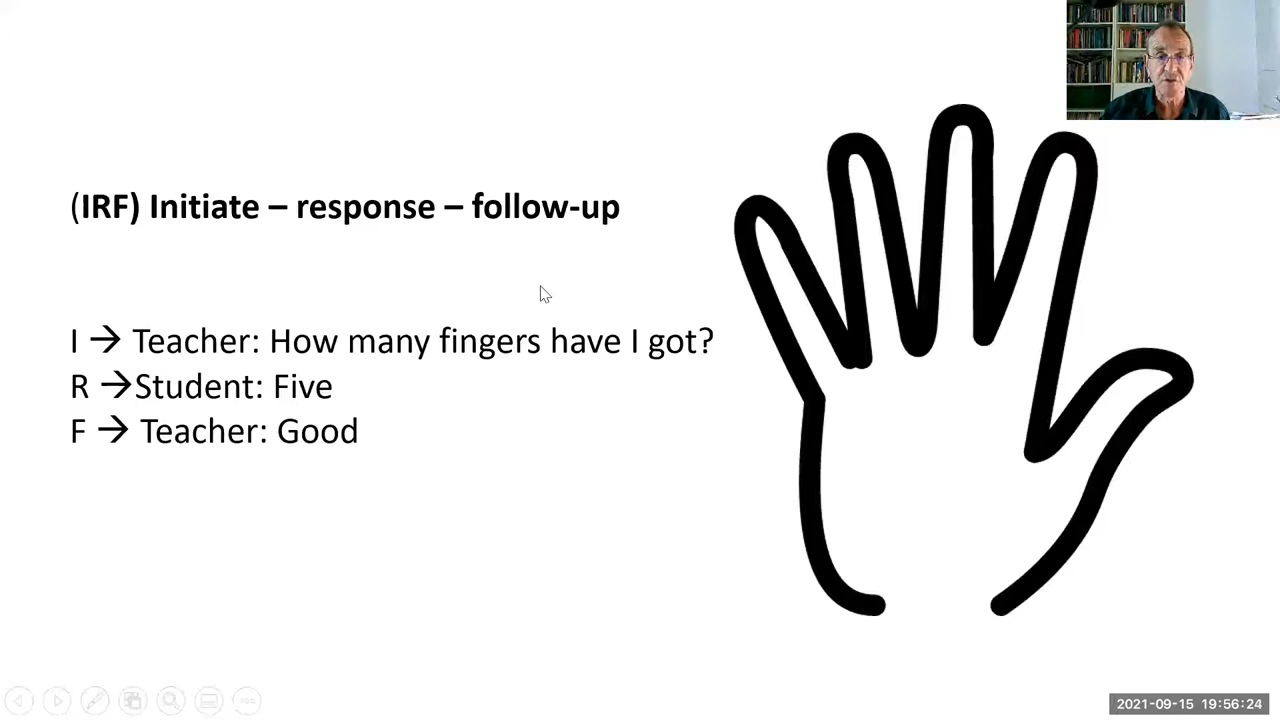 (IRF) Initiate – response – follow-up
I → Teacher: How many fingers have I got?
R →Student: Five
F → Teacher: Good
2021-09-15 19:56:24